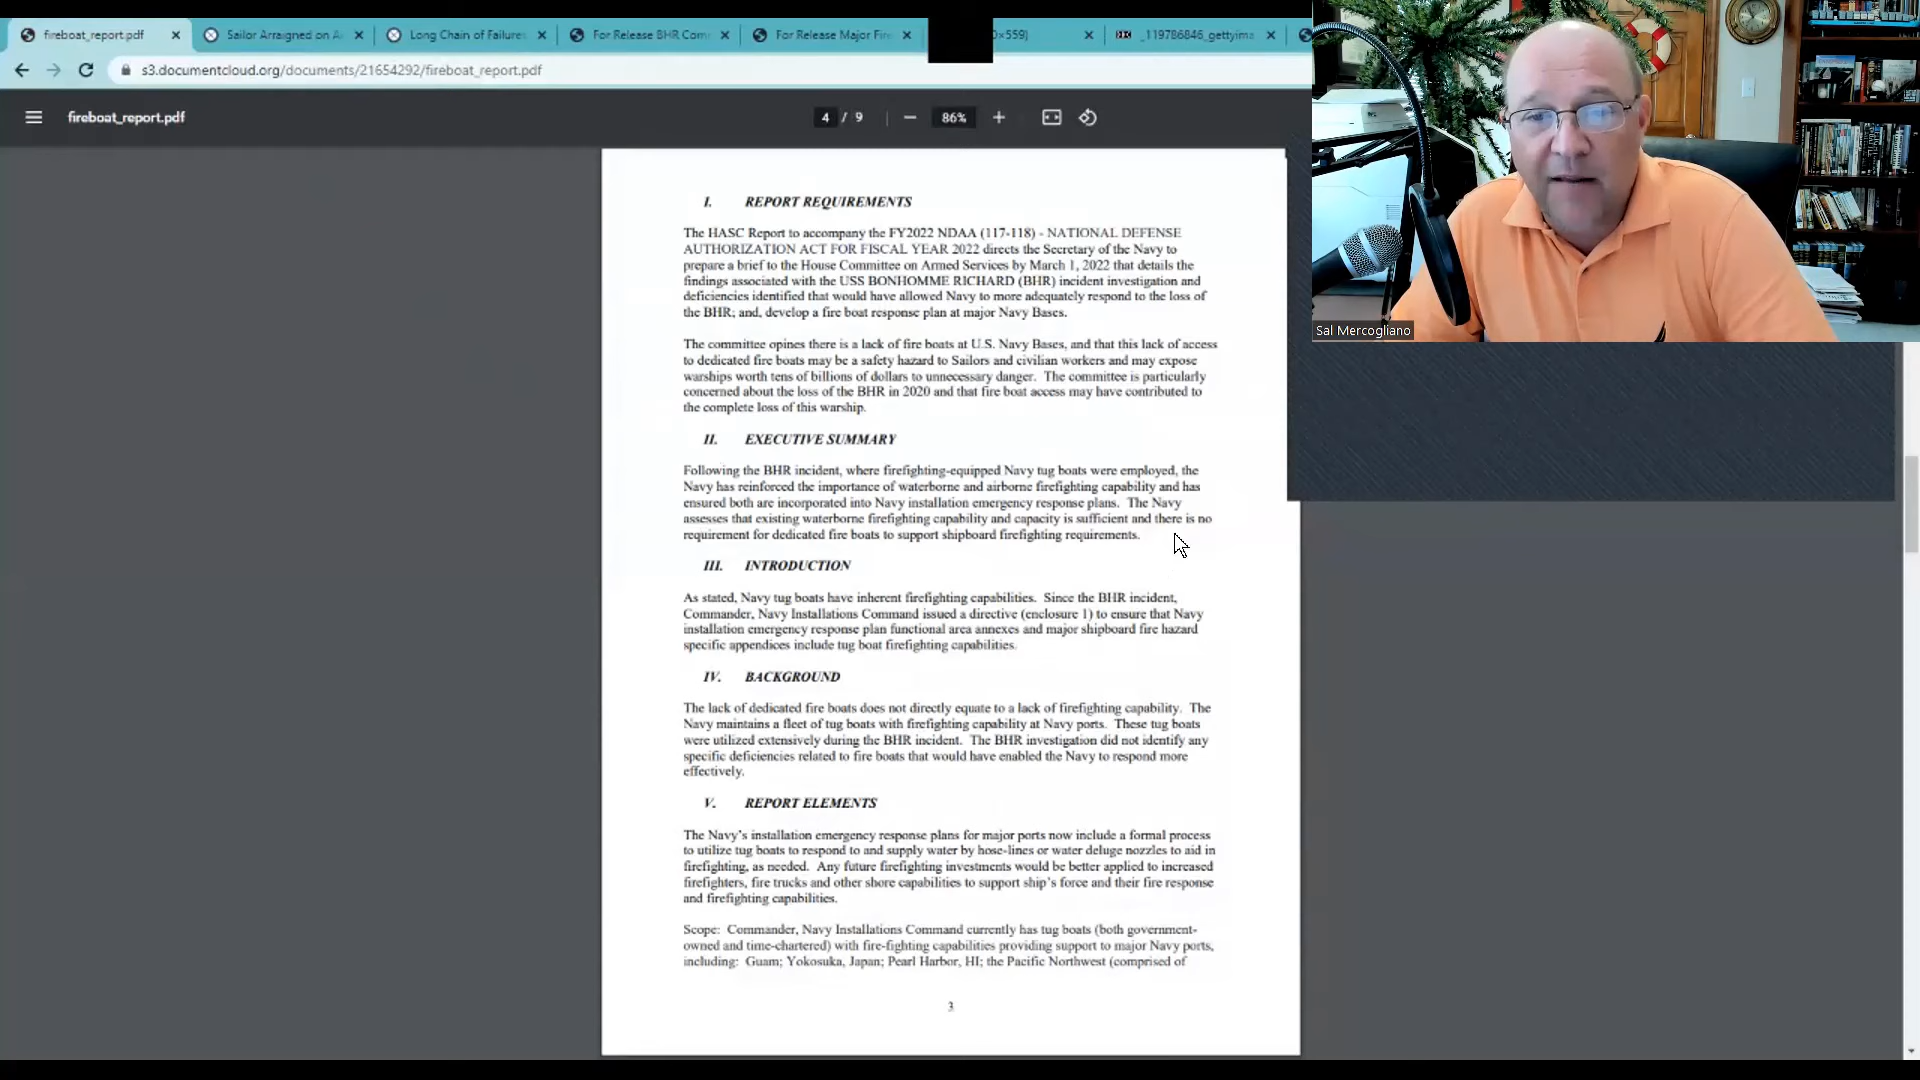 fireboat_report.pdf
Sailor Arraigned on A
Long Chain of Failures
For Release BHR Com
For Release Major Fir
0×559)
_119786846_gettyima
s3.documentcloud.org/documents/21654292/fireboat_report.pdf
fireboat_report.pdf
4 / 9
86%
Sal Mercogliano
I. REPORT REQUIREMENTS
The HASC Report to accompany the FY2022 NDAA (117-118) - NATIONAL DEFENSE
AUTHORIZATION ACT FOR FISCAL YEAR 2022 directs the Secretary of the Navy to
prepare a brief to the House Committee on Armed Services by March 1, 2022 that details the
findings associated with the USS BONHOMME RICHARD (BHR) incident investigation and
deficiencies identified that would have allowed Navy to more adequately respond to the loss of
the BHR; and, develop a fire boat response plan at major Navy Bases.
The committee opines there is a lack of fire boats at U.S. Navy Bases, and that this lack of access
to dedicated fire boats may be a safety hazard to Sailors and civilian workers and may expose
warships worth tens of billions of dollars to unnecessary danger. The committee is particularly
concerned about the loss of the BHR in 2020 and that fire boat access may have contributed to
the complete loss of this warship.
II. EXECUTIVE SUMMARY
Following the BHR incident, where firefighting-equipped Navy tug boats were employed, the
Navy has reinforced the importance of waterborne and airborne firefighting capability and has
ensured both are incorporated into Navy installation emergency response plans. The Navy
assesses that existing waterborne firefighting capability and capacity is sufficient and there is no
requirement for dedicated fire boats to support shipboard firefighting requirements.
III. INTRODUCTION
As stated, Navy tug boats have inherent firefighting capabilities. Since the BHR incident,
Commander, Navy Installations Command issued a directive (enclosure 1) to ensure that Navy
installation emergency response plan functional area annexes and major shipboard fire hazard
specific appendices include tug boat firefighting capabilities.
IV. BACKGROUND
The lack of dedicated fire boats does not directly equate to a lack of firefighting capability. The
Navy maintains a fleet of tug boats with firefighting capability at Navy ports. These tug boats
were utilized extensively during the BHR incident. The BHR investigation did not identify any
specific deficiencies related to fire boats that would have enabled the Navy to respond more
effectively.
V. REPORT ELEMENTS
The Navy's installation emergency response plans for major ports now include a formal process
to utilize tug boats to respond to and supply water by hose-lines or water deluge nozzles to aid in
firefighting, as needed. Any future firefighting investments would be better applied to increased
firefighters, fire trucks and other shore capabilities to support ship's force and their fire response
and firefighting capabilities.
Scope: Commander, Navy Installations Command currently has tug boats (both government-
owned and time-chartered) with fire-fighting capabilities providing support to major Navy ports,
including: Guam; Yokosuka, Japan; Pearl Harbor, HI; the Pacific Northwest (comprised of
3